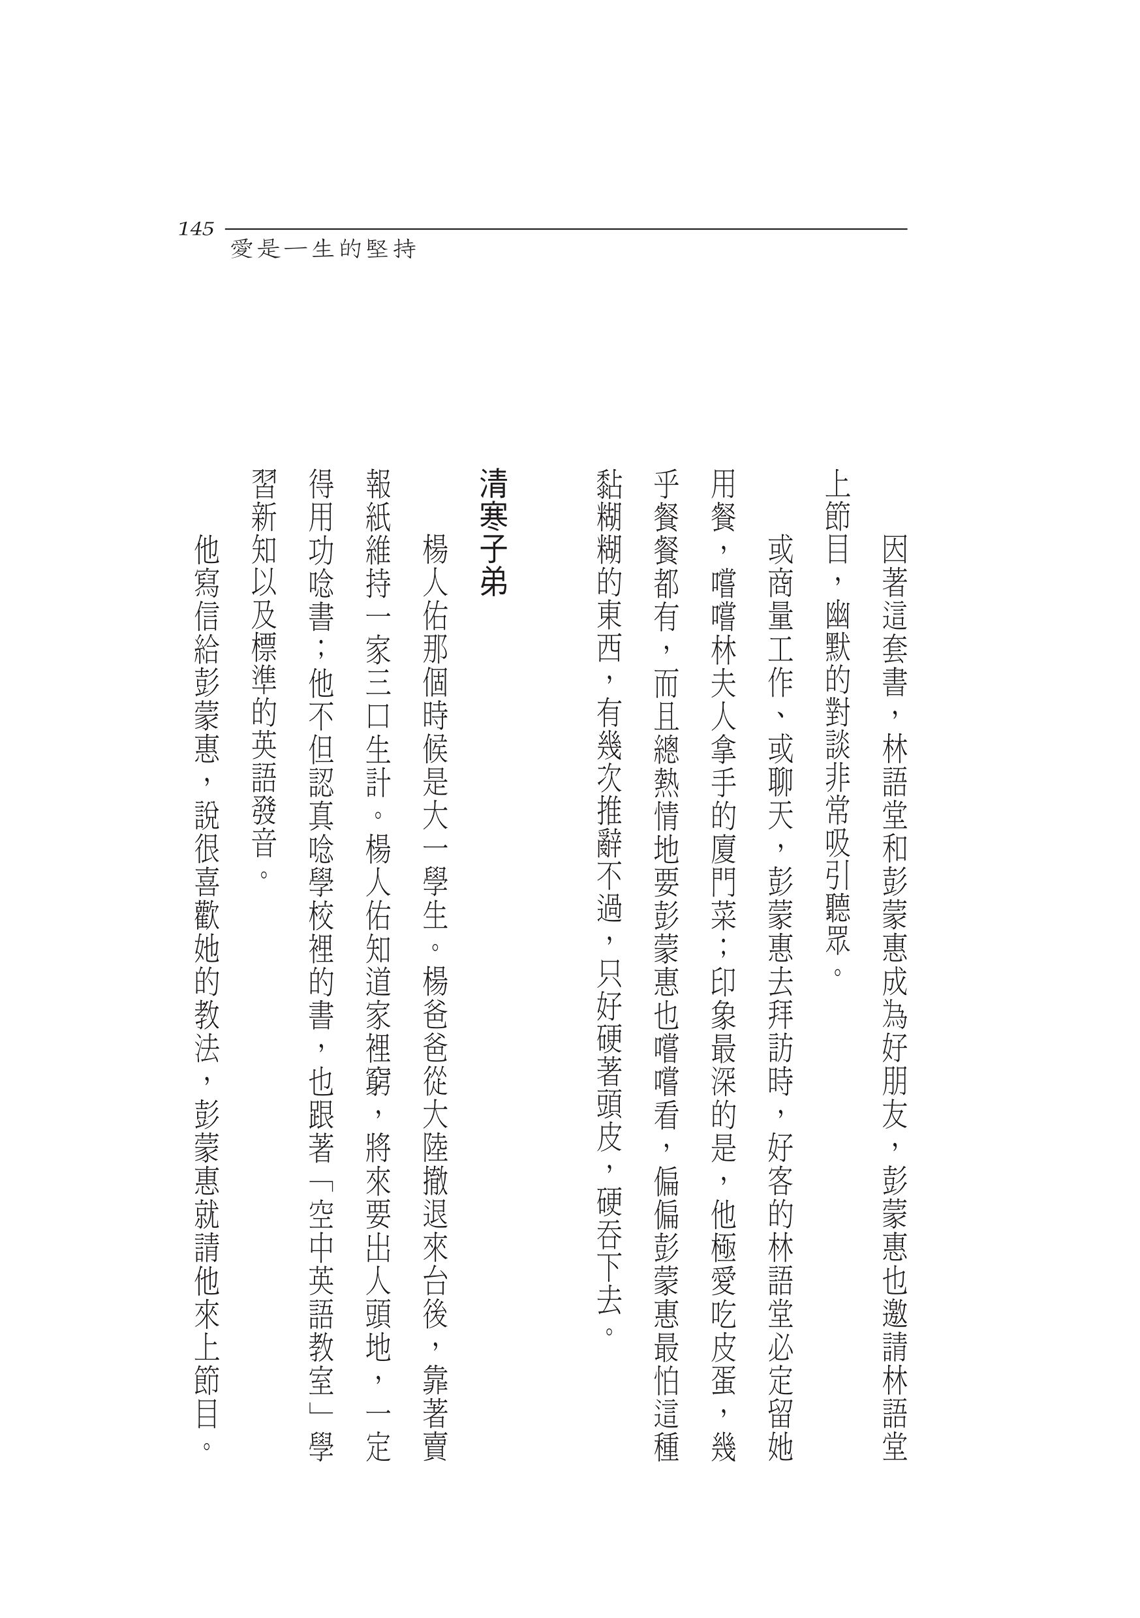 145
愛是一生的堅持
因著這套書，林語堂和彭蒙惠成為好朋友，彭蒙惠也邀請林語堂
上節目，幽默的對談非常吸引聽眾。
或商量工作、或聊天，彭蒙惠去拜訪時，好客的林語堂必定留她
用餐，嚐嚐林夫人拿手的廈門菜；印象最深的是，他極愛吃皮蛋，幾
乎餐餐都有，而且總熱情地要彭蒙惠也嚐嚐看，偏偏彭蒙惠最怕這種
黏糊糊的東西，有幾次推辭不過，只好硬著頭皮，硬吞下去。
清寒子弟
楊人佑那個時候是大一學生。楊爸爸從大陸撤退來台後，靠著賣
報紙維持一家三口生計。楊人佑知道家裡窮，將來要出人頭地，一定
得用功唸書；他不但認真唸學校裡的書，也跟著「空中英語教室」學
習新知以及標準的英語發音。
他寫信給彭蒙惠，說很喜歡她的教法，彭蒙惠就請他來上節目。